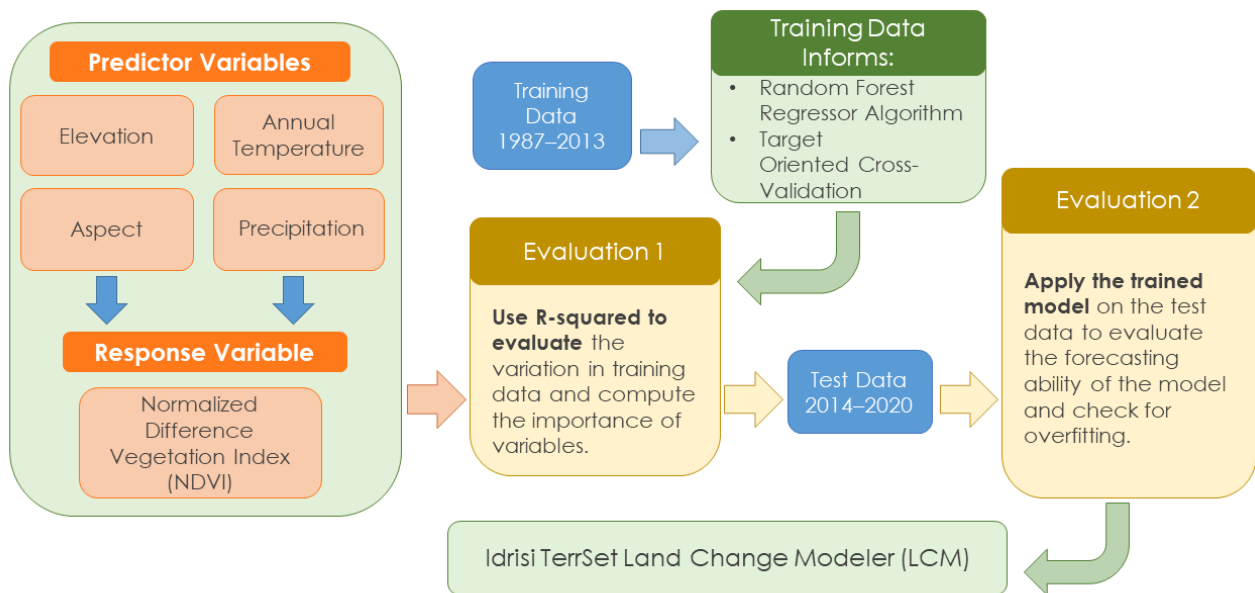 Predictor Variables
Elevation
Annual
Temperature
Aspect
Precipitation
Response Variable
Normalized
Difference
Vegetation Index
(NDVI)
Training
Data
1987–2013
Training Data
Informs:
• Random Forest
Regressor Algorithm
• Target
Oriented Cross-
Validation
Evaluation 1
Use R-squared to
evaluate the
variation in training
data and compute
the importance of
variables.
Test Data
2014–2020
Evaluation 2
Apply the trained
model on the test
data to evaluate
the forecasting
ability of the model
and check for
overfitting.
Idrisi TerrSet Land Change Modeler (LCM)